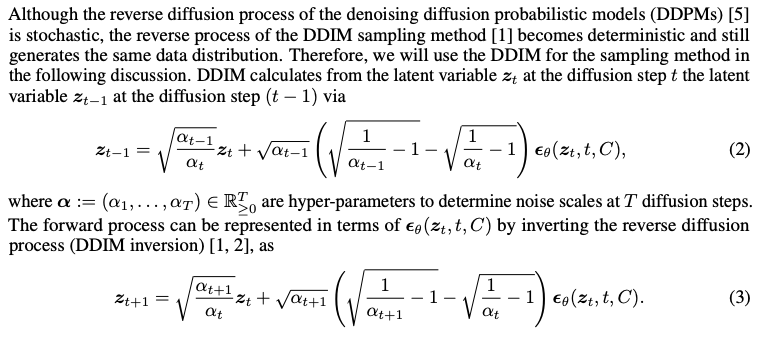 Although the reverse diffusion process of the denoising diffusion probabilistic models (DDPMs) [5]
is stochastic, the reverse process of the DDIM sampling method [1] becomes deterministic and still
generates the same data distribution. Therefore, we will use the DDIM for the sampling method in
the following discussion. DDIM calculates from the latent variable $\boldsymbol{z}_t$ at the diffusion step $t$ the latent
variable $\boldsymbol{z}_{t-1}$ at the diffusion step $(t-1)$ via
$$\boldsymbol{z}_{t-1} = \sqrt{\frac{\alpha_{t-1}}{\alpha_t}} \boldsymbol{z}_t + \sqrt{\alpha_{t-1}} \left( \sqrt{\frac{1}{\alpha_{t-1}} - 1} - \sqrt{\frac{1}{\alpha_t} - 1} \right) \boldsymbol{\epsilon}_\theta(\boldsymbol{z}_t, t, C), \quad (2)$$
where $\boldsymbol{\alpha} := (\alpha_1, \ldots, \alpha_T) \in \mathbb{R}_{\geq 0}^T$ are hyper-parameters to determine noise scales at $T$ diffusion steps.
The forward process can be represented in terms of $\boldsymbol{\epsilon}_\theta(\boldsymbol{z}_t, t, C)$ by inverting the reverse diffusion
process (DDIM inversion) [1, 2], as
$$\boldsymbol{z}_{t+1} = \sqrt{\frac{\alpha_{t+1}}{\alpha_t}} \boldsymbol{z}_t + \sqrt{\alpha_{t+1}} \left( \sqrt{\frac{1}{\alpha_{t+1}} - 1} - \sqrt{\frac{1}{\alpha_t} - 1} \right) \boldsymbol{\epsilon}_\theta(\boldsymbol{z}_t, t, C). \quad (3)$$